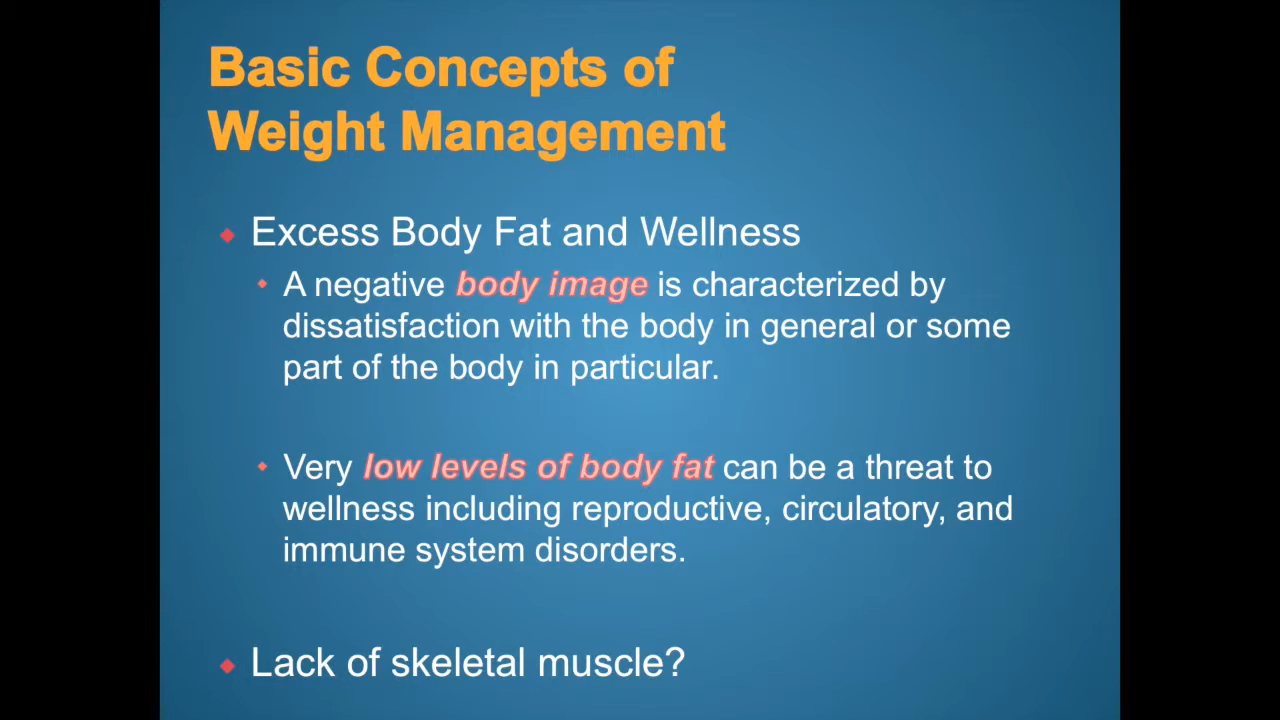 Basic Concepts of
Weight Management
Excess Body Fat and Wellness
A negative body image is characterized by
dissatisfaction with the body in general or some
part of the body in particular.
Very low levels of body fat can be a threat to
wellness including reproductive, circulatory, and
immune system disorders.
Lack of skeletal muscle?